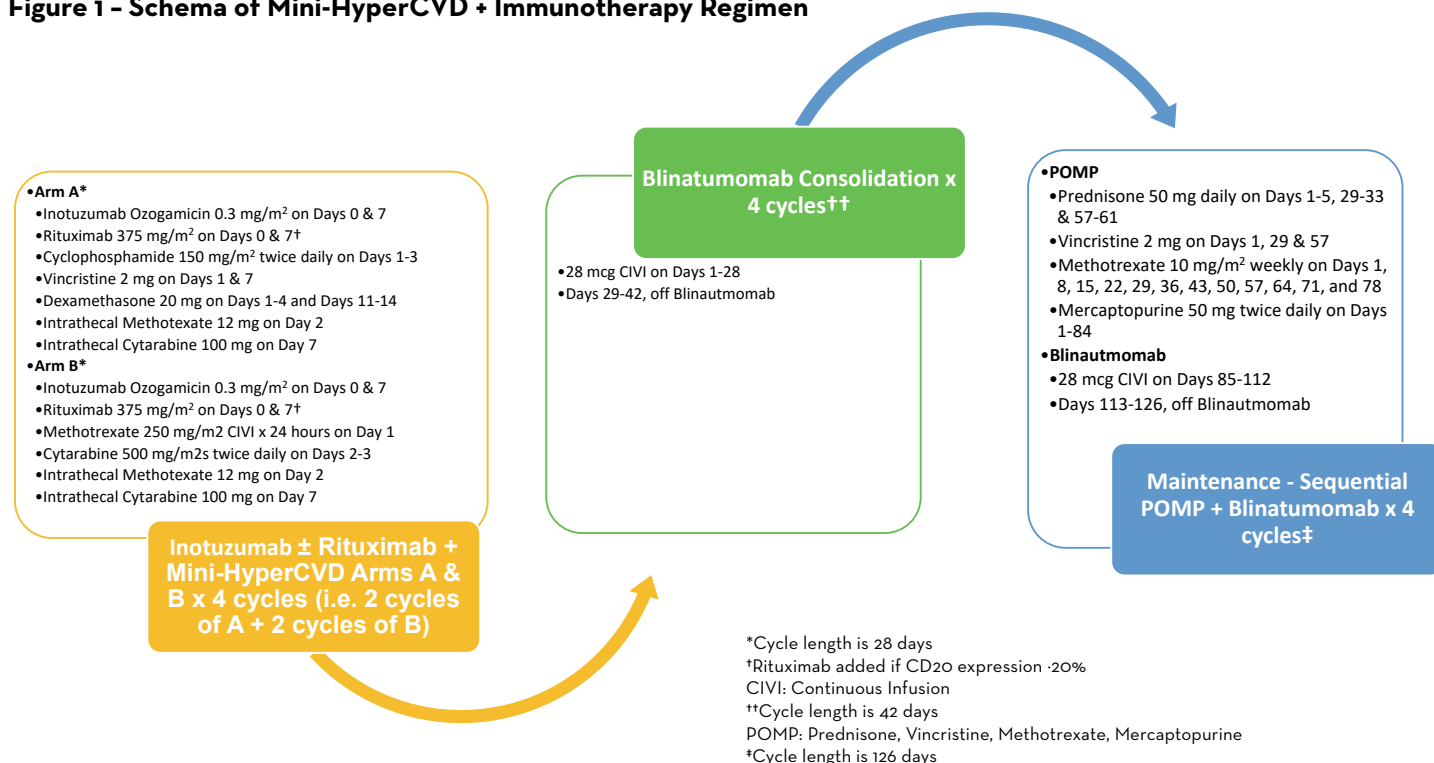 Figure 1 – Schema of Mini-HyperCVD + Immunotherapy Regimen
•Arm A*
•Inotuzumab Ozogamicin 0.3 mg/m² on Days 0 & 7
•Rituximab 375 mg/m² on Days 0 & 7†
•Cyclophosphamide 150 mg/m² twice daily on Days 1-3
•Vincristine 2 mg on Days 1 & 7
•Dexamethasone 20 mg on Days 1-4 and Days 11-14
•Intrathecal Methotexate 12 mg on Day 2
•Intrathecal Cytarabine 100 mg on Day 7
•Arm B*
•Inotuzumab Ozogamicin 0.3 mg/m² on Days 0 & 7
•Rituximab 375 mg/m² on Days 0 & 7†
•Methotrexate 250 mg/m2 CIVI x 24 hours on Day 1
•Cytarabine 500 mg/m2s twice daily on Days 2-3
•Intrathecal Methotexate 12 mg on Day 2
•Intrathecal Cytarabine 100 mg on Day 7
Inotuzumab ± Rituximab +
Mini-HyperCVD Arms A &
B x 4 cycles (i.e. 2 cycles
of A + 2 cycles of B)
Blinatumomab Consolidation x
4 cycles††
•28 mcg CIVI on Days 1-28
•Days 29-42, off Blinautmomab
•POMP
•Prednisone 50 mg daily on Days 1-5, 29-33
& 57-61
•Vincristine 2 mg on Days 1, 29 & 57
•Methotrexate 10 mg/m² weekly on Days 1,
8, 15, 22, 29, 36, 43, 50, 57, 64, 71, and 78
•Mercaptopurine 50 mg twice daily on Days
1-84
•Blinautmomab
•28 mcg CIVI on Days 85-112
•Days 113-126, off Blinautmomab
Maintenance - Sequential
POMP + Blinatumomab x 4
cycles‡
*Cycle length is 28 days
†Rituximab added if CD20 expression ·20%
CIVI: Continuous Infusion
††Cycle length is 42 days
POMP: Prednisone, Vincristine, Methotrexate, Mercaptopurine
‡Cycle length is 126 days